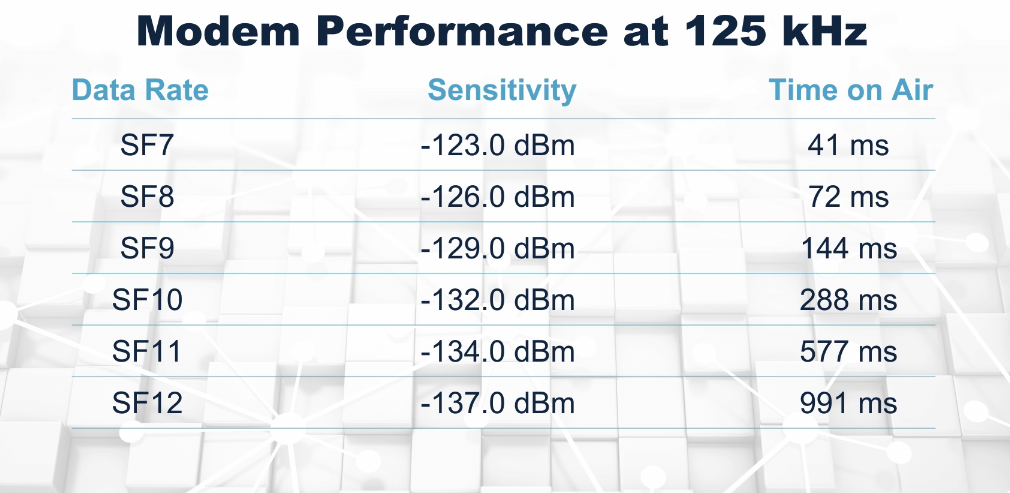 Modem Performance at 125 kHz
Data Rate Sensitivity Time on Air
SF7 -123.0 dBm 41 ms
SF8 -126.0 dBm 72 ms
SF9 -129.0 dBm 144 ms
SF10 -132.0 dBm 288 ms
SF11 -134.0 dBm 577 ms
SF12 -137.0 dBm 991 ms